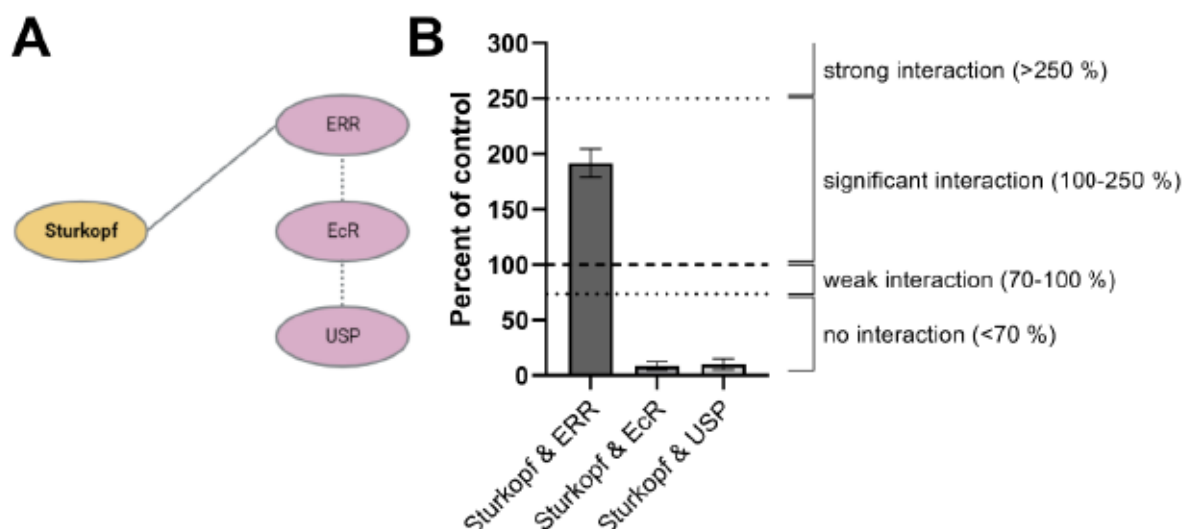 A
ERR
Sturkopf
EcR
USP
B
Percent of control
300
250
200
150
100
50
0
Sturkopf & ERR
Sturkopf & EcR
Sturkopf & USP
strong interaction (>250 %)
significant interaction (100-250 %)
weak interaction (70-100 %)
no interaction (<70 %)